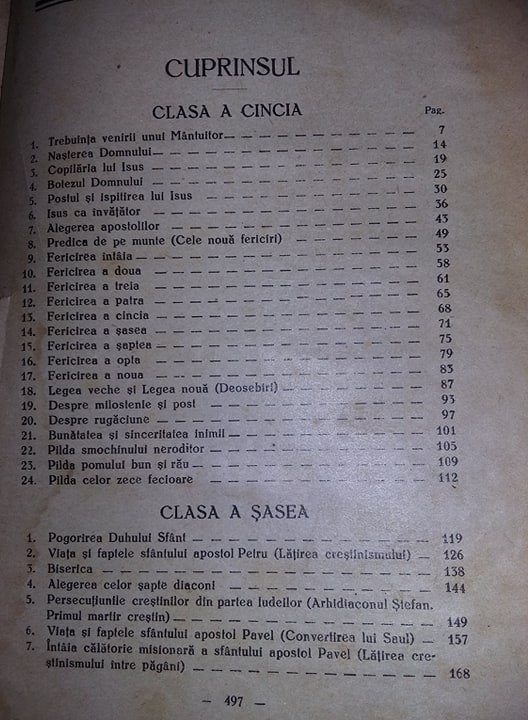 CUPRINSUL
CLASA A CINCIA
Pag.
1. Trebuința venirii unui Mântuitor — — — — — — — 7
2. Nașterea Domnului — — — — — — — — — — 14
3. Copilăria lui Isus — — — — — — — — — — 19
4. Botezul Domnului — — — — — — — — — — 25
5. Postul și ispitirea lui Isus — — — — — — — — 30
6. Isus ca învățător — — — — — — — — — — 36
7. Alegerea apostolilor — — — — — — — — — 43
8. Predica de pe munte (Cele nouă fericiri) — — — — — 49
9. Fericirea întâia — — — — — — — — — — 53
10. Fericirea a doua — — — — — — — — — — 58
11. Fericirea a treia — — — — — — — — — — 61
12. Fericirea a patra — — — — — — — — — — 65
13. Fericirea a cincia — — — — — — — — — — 68
14. Fericirea a șasea — — — — — — — — — — 71
15. Fericirea a șaptea — — — — — — — — — — 75
16. Fericirea a opta — — — — — — — — — — 79
17. Fericirea a noua — — — — — — — — — — 83
18. Legea veche și Legea nouă (Deosebiri) — — — — — 87
19. Despre milostenie și post — — — — — — — — 93
20. Despre rugăciune — — — — — — — — — — 97
21. Bunătatea și sinceritatea inimii — — — — — — — 101
22. Pilda smochinului neroditor — — — — — — — — 105
23. Pilda pomului bun și rău — — — — — — — — 109
24. Pilda celor zece fecioare — — — — — — — — 112
CLASA A ȘASEA
1. Pogorirea Duhului Sfânt — — — — — — — — 119
2. Viața și faptele sfântului apostol Petru (Lățirea creștinismului) — 126
3. Biserica — — — — — — — — — — — — 138
4. Alegerea celor șapte diaconi — — — — — — — 144
5. Persecuțiunile creștinilor din partea Iudeilor (Arhidiaconul Ștefan.
Primul martir creștin) — — — — — — — — — 149
6. Viața și faptele sfântului apostol Pavel (Convertirea lui Saul) — 157
7. Întâia călătorie misionară a sfântului apostol Pavel (Lățirea cre-
știnismului între păgâni) — — — — — — — — 168
— 497 —